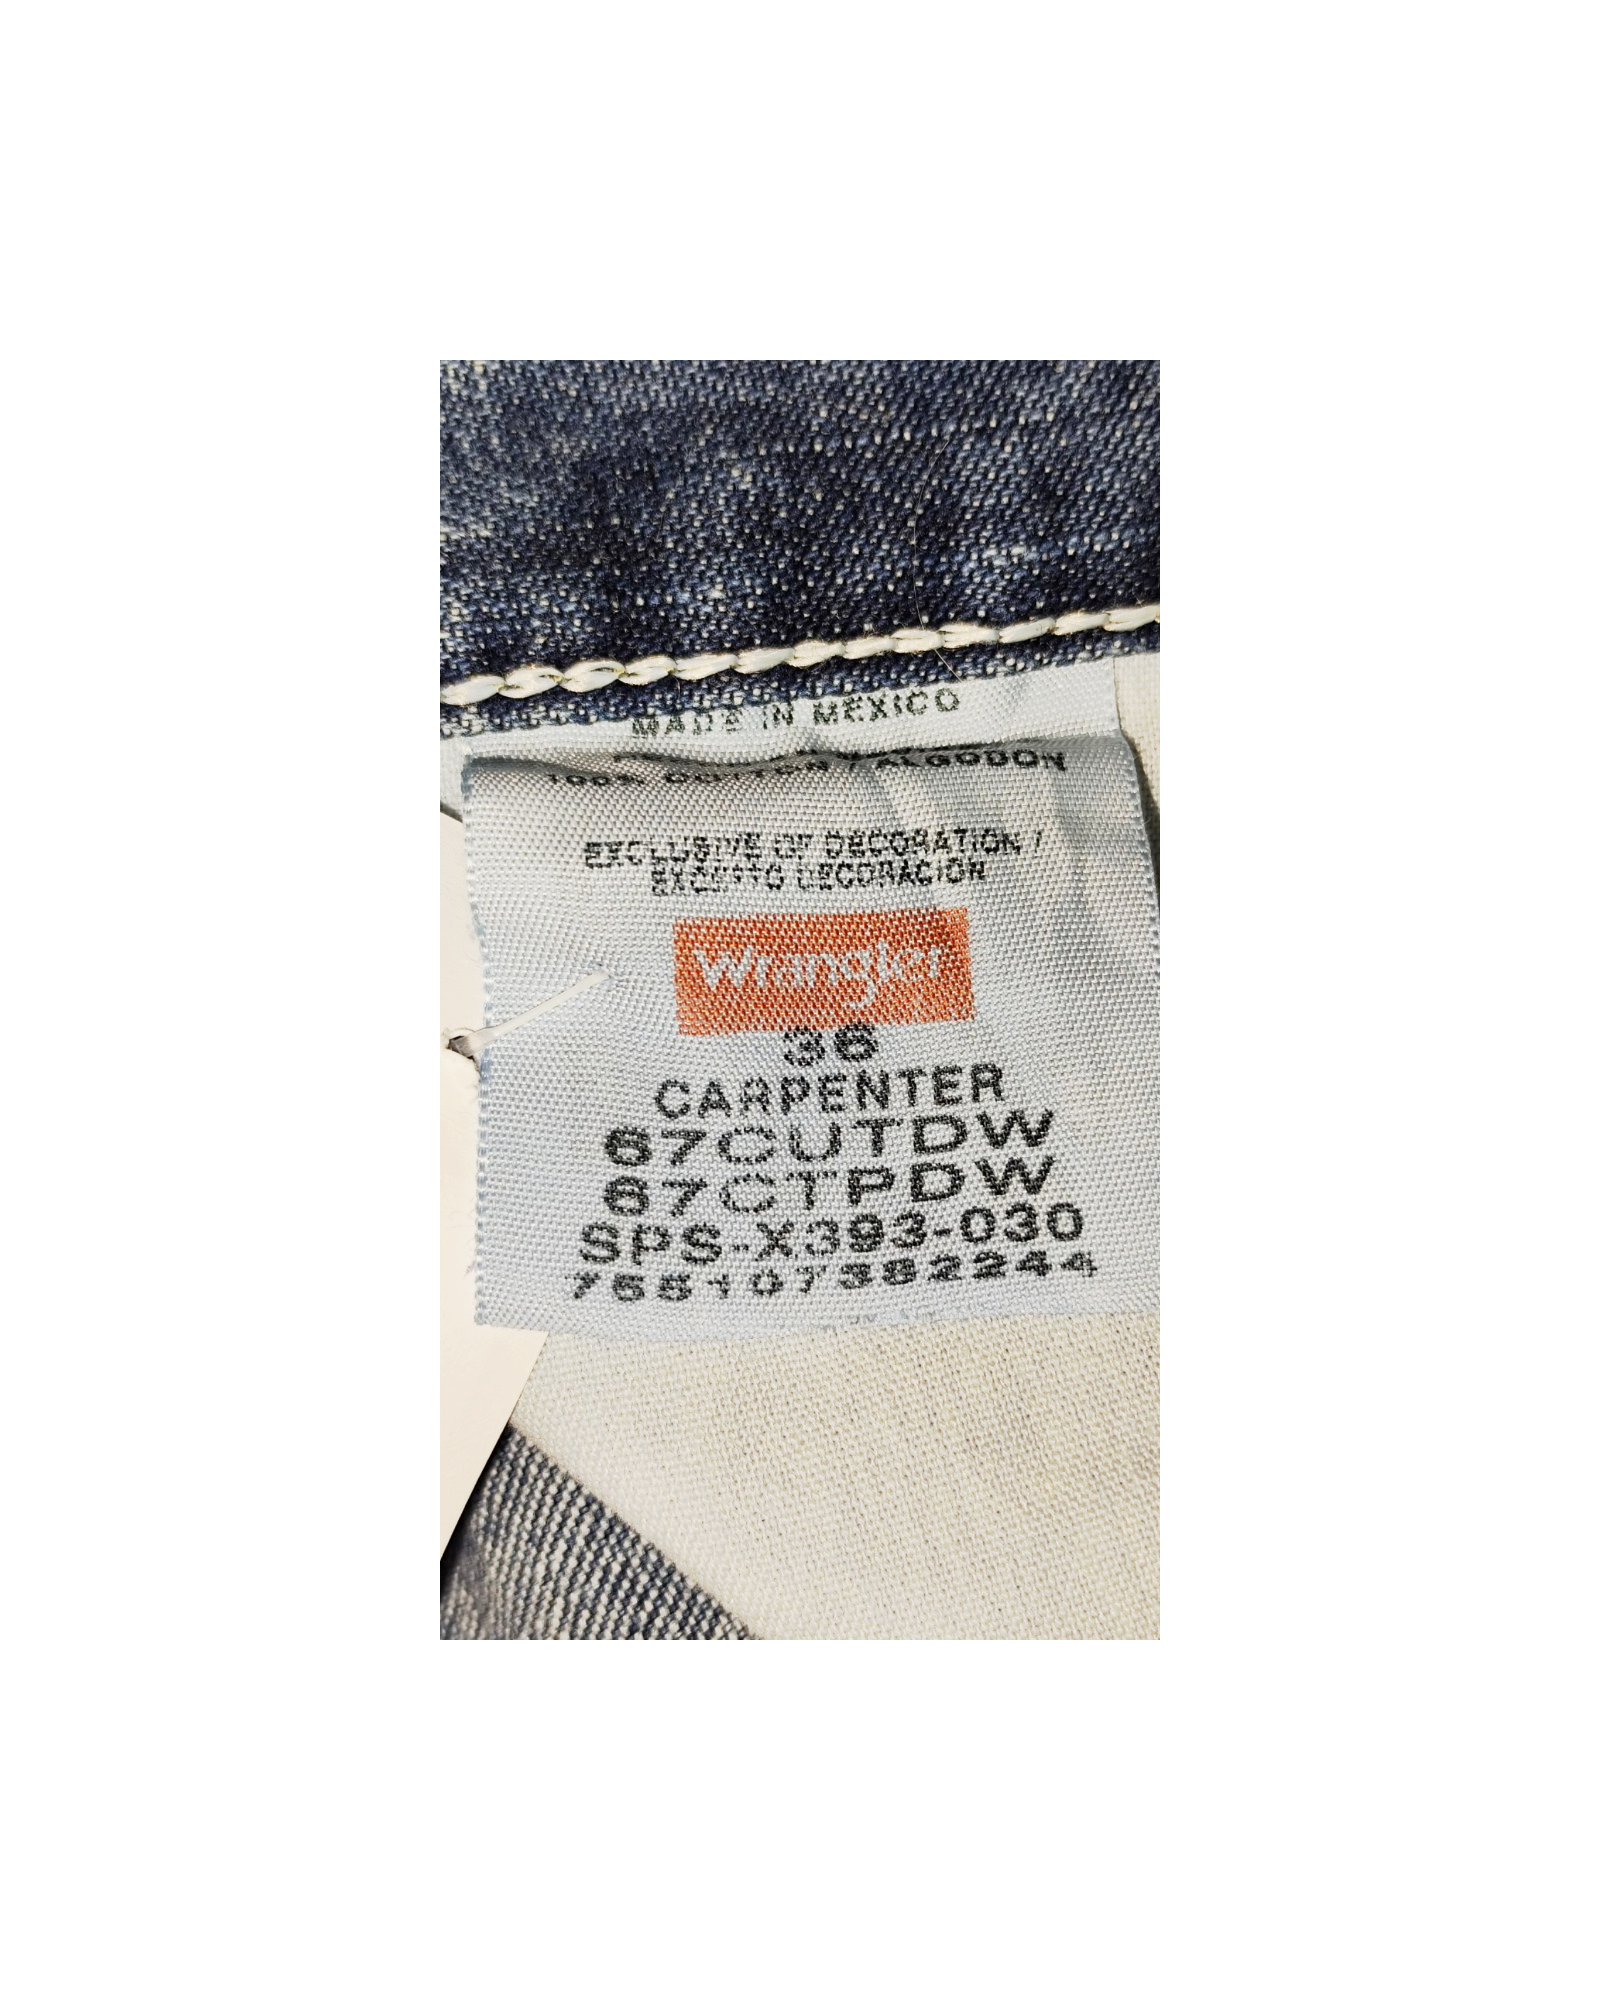 MADE IN MEXICO
100% COTTON / ALGODON
EXCLUSIVE OF DECORATION /
EXCEPTO DECORACION
Wrangler
36
CARPENTER
67CUTDW
67CTPDW
SPS-X393-030
755107382244